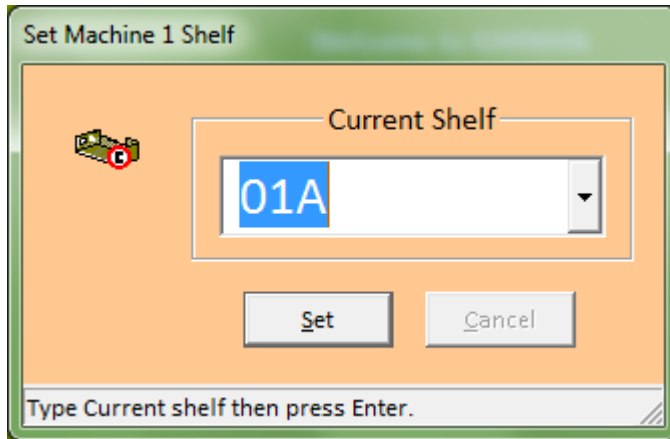 Set Machine 1 Shelf
Current Shelf
01A
Set
Cancel
Type Current shelf then press Enter.